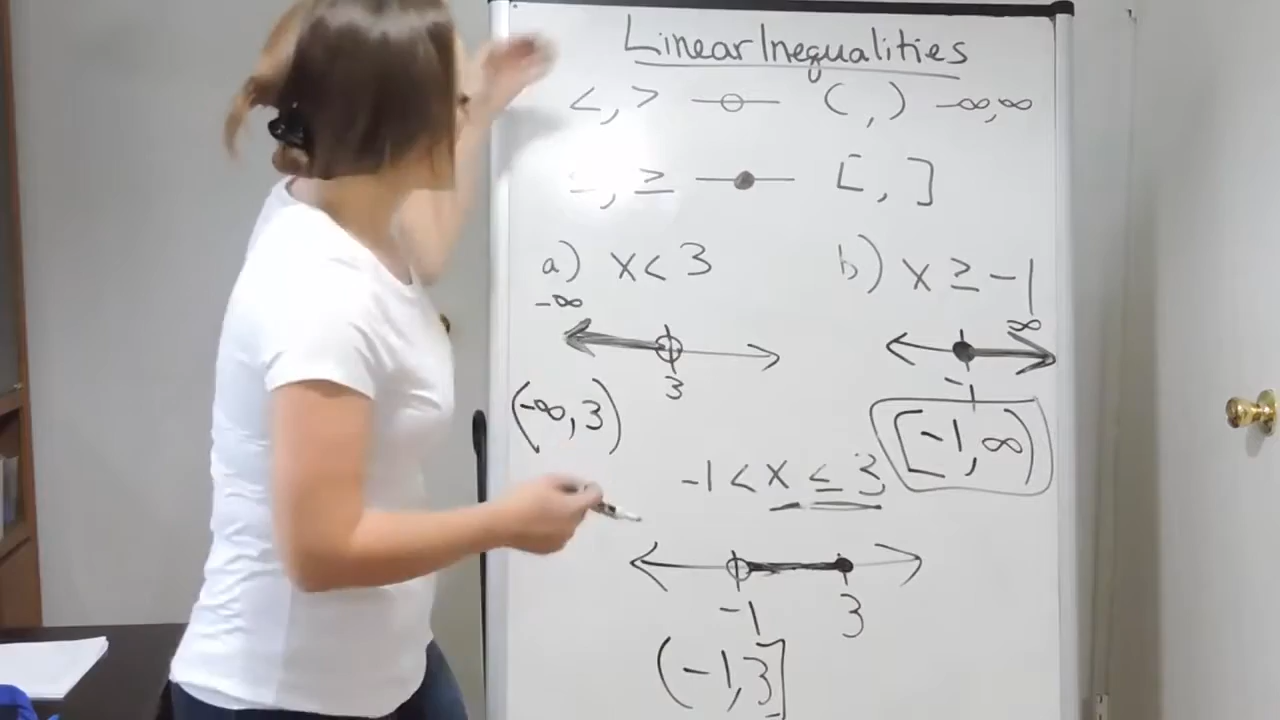 Linear Inequalities
<, > ( , ) -∞, ∞
≤, ≥ [ , ]
a) x < 3
b) x ≥ -1
-∞
∞
3
-1
(-∞, 3)
[-1, ∞)
-1 < x ≤ 3
-1 3
(-1, 3]